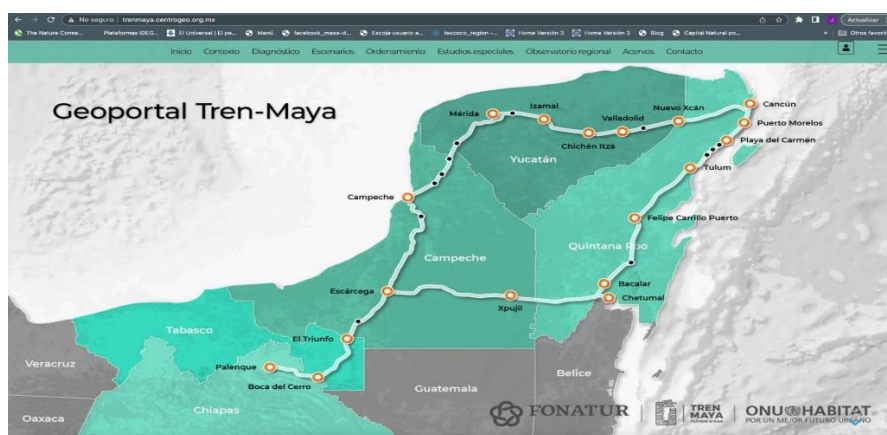 No seguro | trenmaya.centrogeo.org.mx
Actualizar
The Nature Conse... Plataformas IDEG... El Universal | El pe... Menú facebook_mesa-d... Escoja usuario a... texcoco_region -... Home Versión 3 Home Versión 3 Blog Capital Natural po... Otros favorit
Inicio Contexto Diagnóstico Escenarios Ordenamiento Estudios especiales Observatorio regional Acervos Contacto
Geoportal Tren-Maya
Mérida
Izamal
Valladolid
Nuevo Xcán
Cancún
Puerto Morelos
Playa del Carmen
Chichén Itzá
Yucatán
Tulum
Campeche
Felipe Carrillo Puerto
Quintana Roo
Campeche
Escárcega
Bacalar
Chetumal
Xpujil
Tabasco
El Triunfo
Veracruz
Palenque
Belice
Boca del Cerro
Guatemala
Chiapas
Oaxaca
FONATUR
TREN
MAYA
ONU HABITAT
POR UN MEJOR FUTURO URBANO